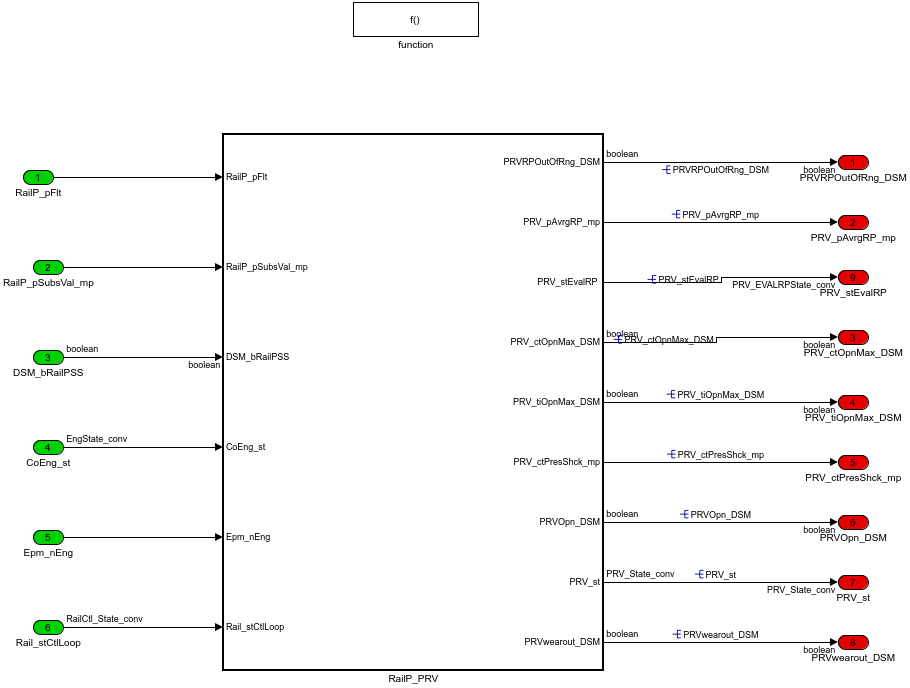 f()
function
1
RailP_pFlt
RailP_pFlt
2
RailP_pSubsVal_mp
RailP_pSubsVal_mp
3
boolean
boolean
DSM_bRailPSS
DSM_bRailPSS
4
EngState_conv
CoEng_st
CoEng_st
5
Epm_nEng
Epm_nEng
6
RailCtl_State_conv
Rail_stCtlLoop
Rail_stCtlLoop
PRVRPOutOfRng_DSM
boolean
PRVRPOutOfRng_DSM
boolean
1
PRVRPOutOfRng_DSM
PRV_pAvrgRP_mp
PRV_pAvrgRP_mp
2
PRV_pAvrgRP_mp
PRV_stEvalRP
PRV_stEvalRP
PRV_EVALRPState_conv
9
PRV_stEvalRP
PRV_ctOpnMax_DSM
boolean
PRV_ctOpnMax_DSM
boolean
3
PRV_ctOpnMax_DSM
PRV_tiOpnMax_DSM
boolean
PRV_tiOpnMax_DSM
boolean
4
PRV_tiOpnMax_DSM
PRV_ctPresShck_mp
PRV_ctPresShck_mp
5
PRV_ctPresShck_mp
PRVOpn_DSM
boolean
PRVOpn_DSM
boolean
6
PRVOpn_DSM
PRV_st
PRV_State_conv
PRV_st
PRV_State_conv
7
PRV_st
PRVwearout_DSM
boolean
PRVwearout_DSM
boolean
8
PRVwearout_DSM
RailP_PRV